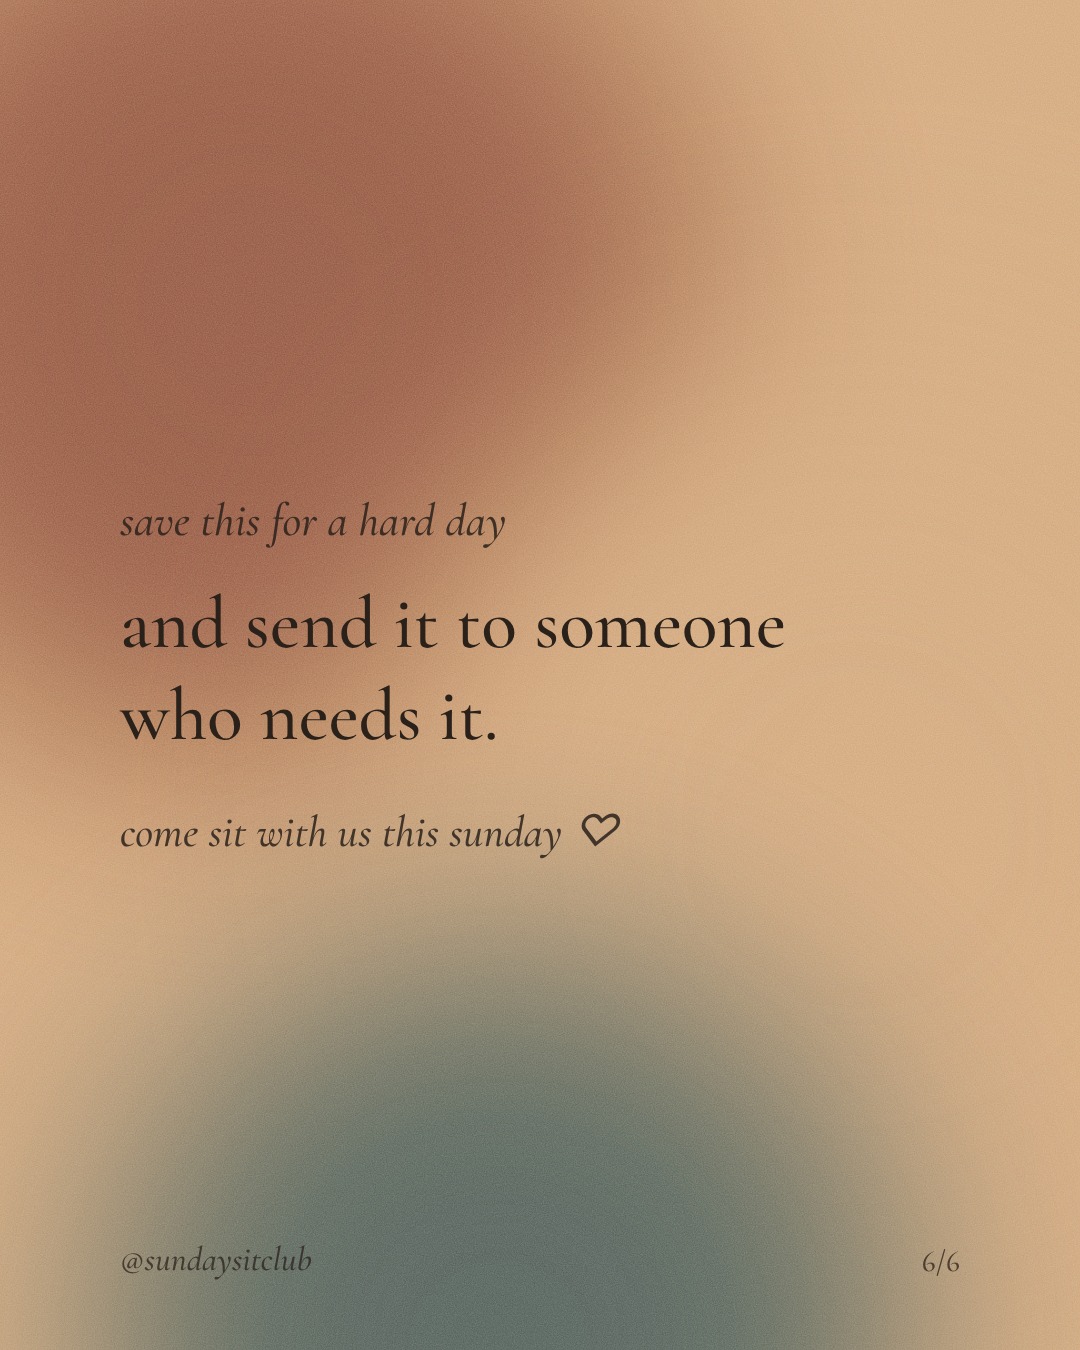 save this for a hard day
and send it to someone
who needs it.
come sit with us this sunday ♡
@sundaysitclub
6/6